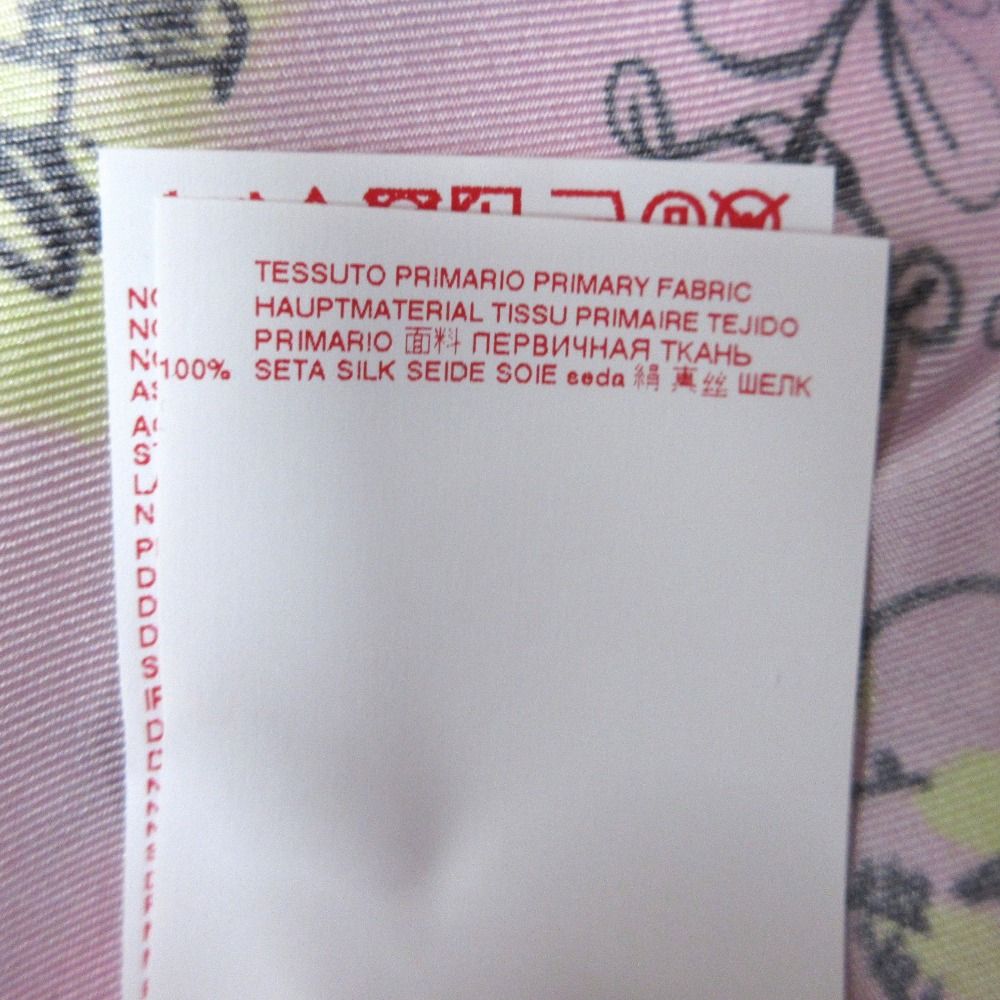 TESSUTO PRIMARIO PRIMARY FABRIC
HAUPTMATERIAL TISSU PRIMAIRE TEJIDO
PRIMARIO 面料 ПЕРВИЧНАЯ ТКАНЬ
100% SETA SILK SEIDE SOIE seda 絹 真丝 ШЕЛК